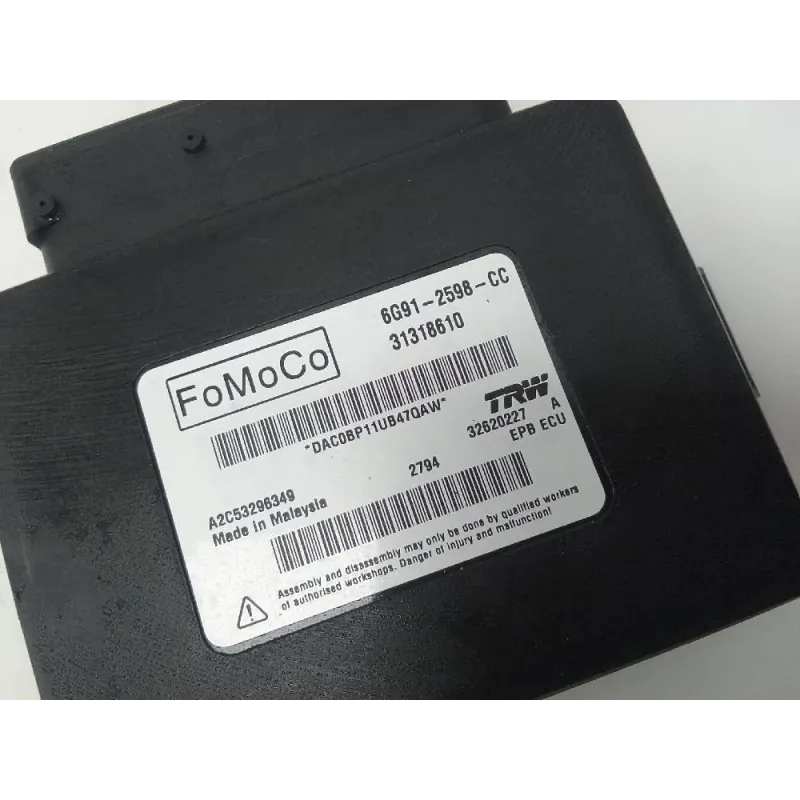 6G91-2598-CC
31318610
FoMoCo
*DAC0BP11UB47QAW*
TRW
32620227 A
EPB ECU
2794
A2C53296349
Made in Malaysia
Assembly and disassembly may only be done by qualified workers
of authorised workshops. Danger of injury and malfunction!